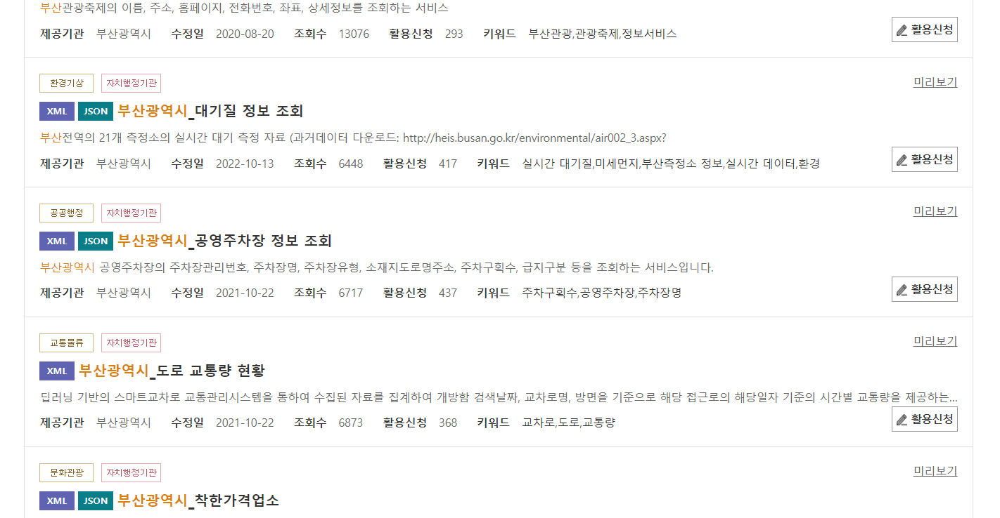 부산관광축제의 이름, 주소, 홈페이지, 전화번호, 좌표, 상세정보를 조회하는 서비스
제공기관 부산광역시 수정일 2020-08-20 조회수 13076 활용신청 293 키워드 부산관광,관광축제,정보서비스
활용신청
환경기상 자치행정기관 미리보기
XML JSON 부산광역시_대기질 정보 조회
부산전역의 21개 측정소의 실시간 대기 측정 자료 (과거데이터 다운로드: http://heis.busan.go.kr/environmental/air002_3.aspx?
제공기관 부산광역시 수정일 2022-10-13 조회수 6448 활용신청 417 키워드 실시간 대기질,미세먼지,부산측정소 정보,실시간 데이터,환경
활용신청
공공행정 자치행정기관 미리보기
XML JSON 부산광역시_공영주차장 정보 조회
부산광역시 공영주차장의 주차장관리번호, 주차장명, 주차장유형, 소재지도로명주소, 주차구획수, 급지구분 등을 조회하는 서비스입니다.
제공기관 부산광역시 수정일 2021-10-22 조회수 6717 활용신청 437 키워드 주차구획수,공영주차장,주차장명
활용신청
교통물류 자치행정기관 미리보기
XML 부산광역시_도로 교통량 현황
딥러닝 기반의 스마트교차로 교통관리시스템을 통하여 수집된 자료를 집계하여 개방함 검색날짜, 교차로명, 방면을 기준으로 해당 접근로의 해당일자 기준의 시간별 교통량을 제공하는...
제공기관 부산광역시 수정일 2021-10-22 조회수 6873 활용신청 368 키워드 교차로,도로,교통량
활용신청
문화관광 자치행정기관 미리보기
XML JSON 부산광역시_착한가격업소